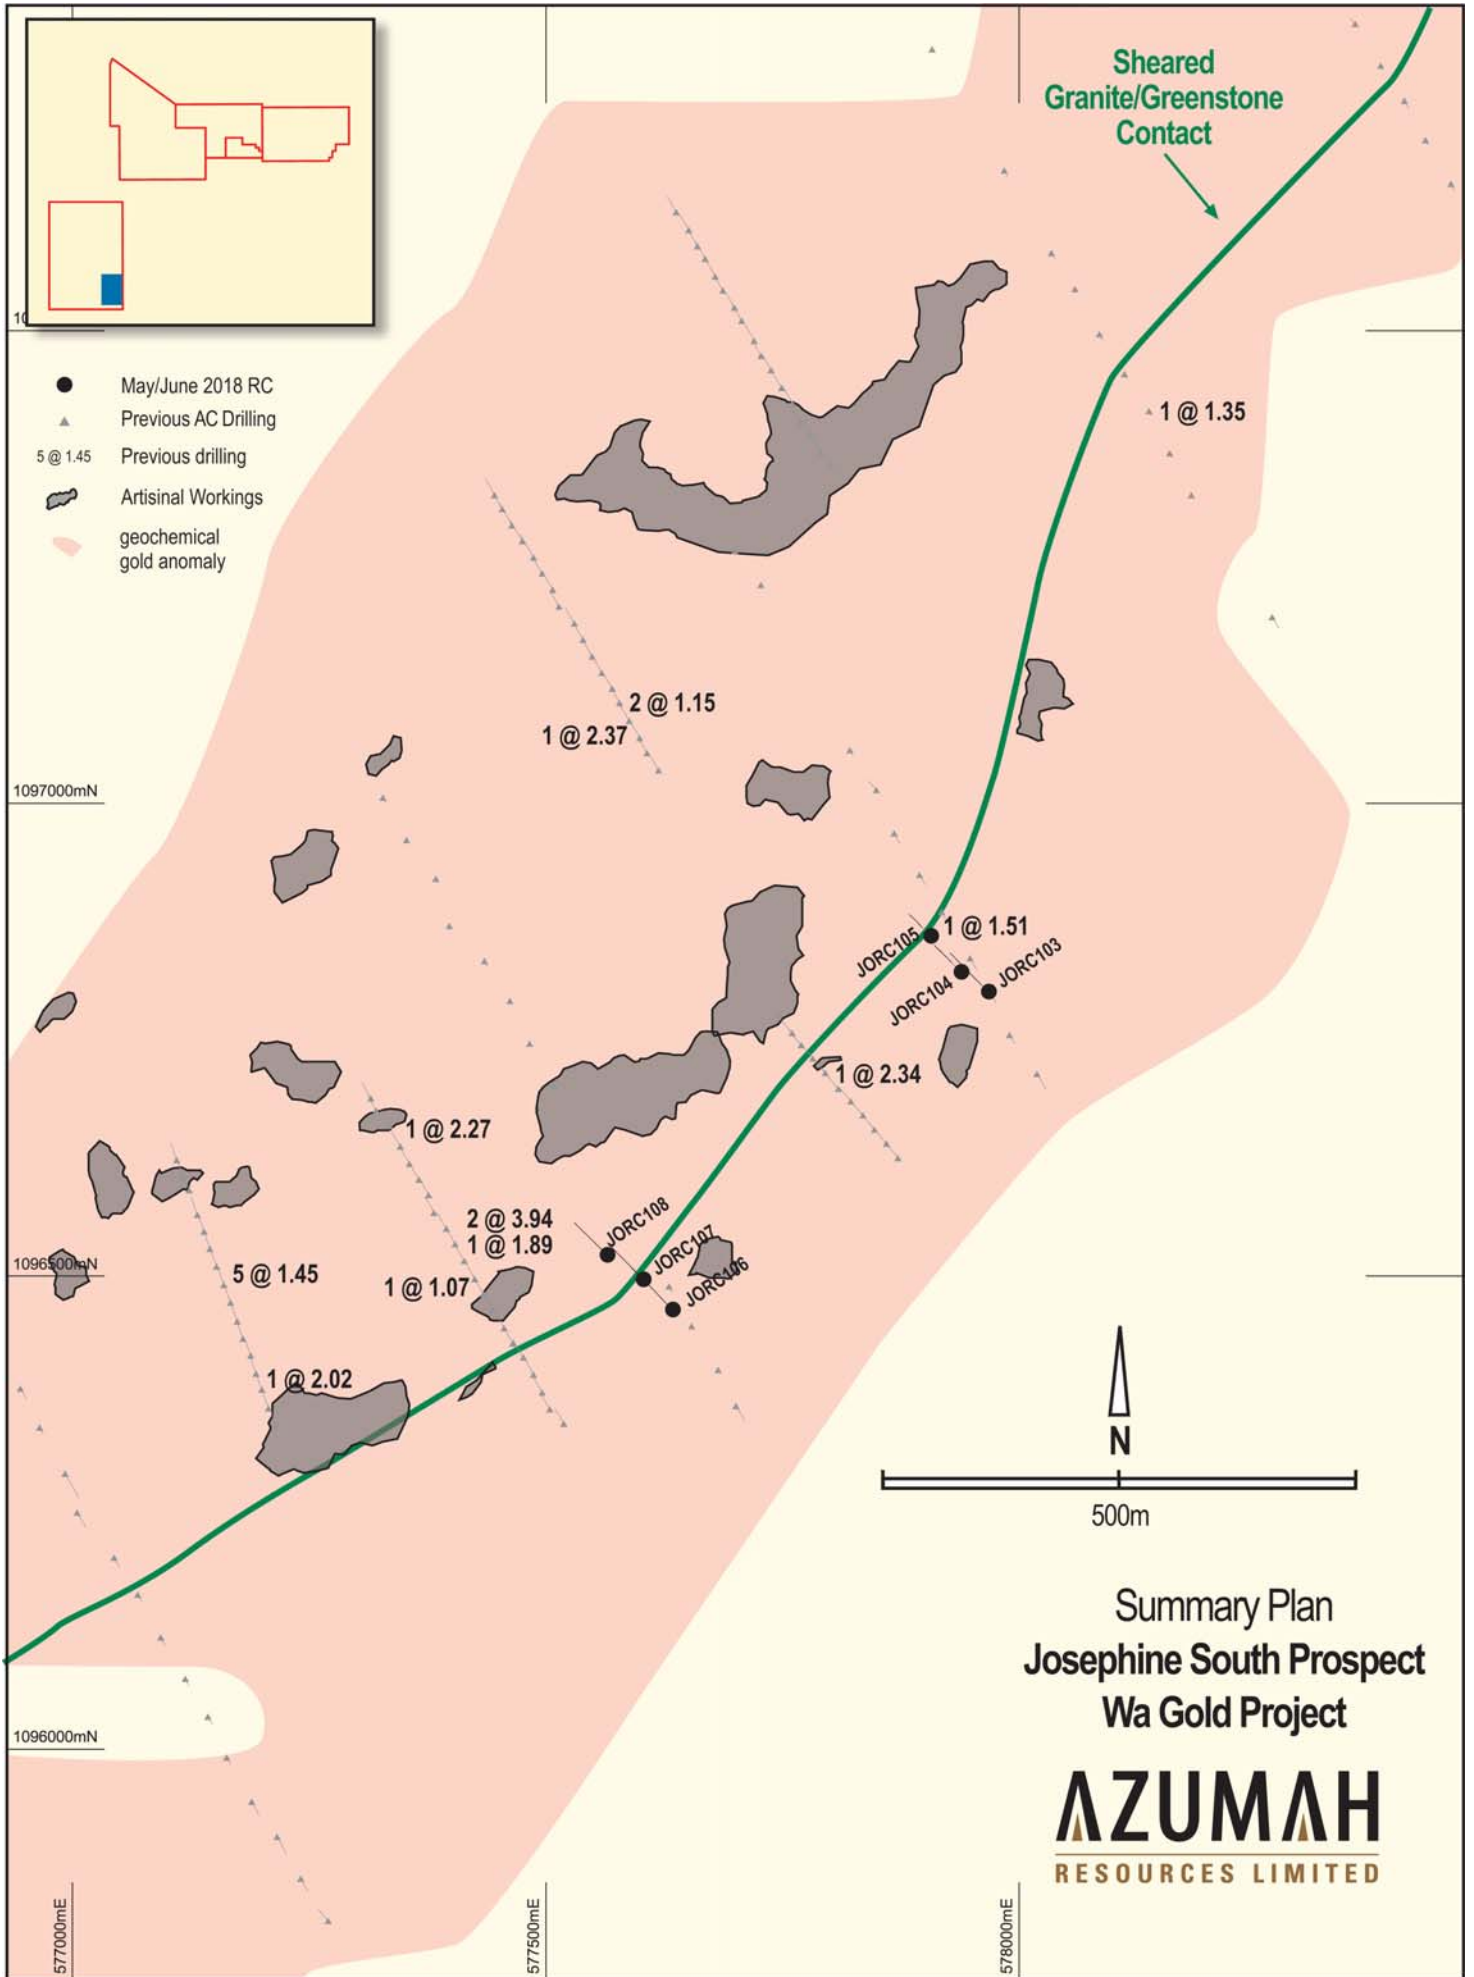 Sheared
Granite/Greenstone
Contact
10
May/June 2018 RC
Previous AC Drilling
5 @ 1.45 Previous drilling
Artisinal Workings
geochemical
gold anomaly
1 @ 1.35
2 @ 1.15
1 @ 2.37
1097000mN
1 @ 1.51
JORC105
JORC103
JORC104
1 @ 2.34
1 @ 2.27
2 @ 3.94
1 @ 1.89
JORC108
JORC107
JORC106
1096500mN
5 @ 1.45
1 @ 1.07
1 @ 2.02
N
500m
Summary Plan
Josephine South Prospect
Wa Gold Project
1096000mN
AZUMAH
RESOURCES LIMITED
577000mE
577500mE
578000mE